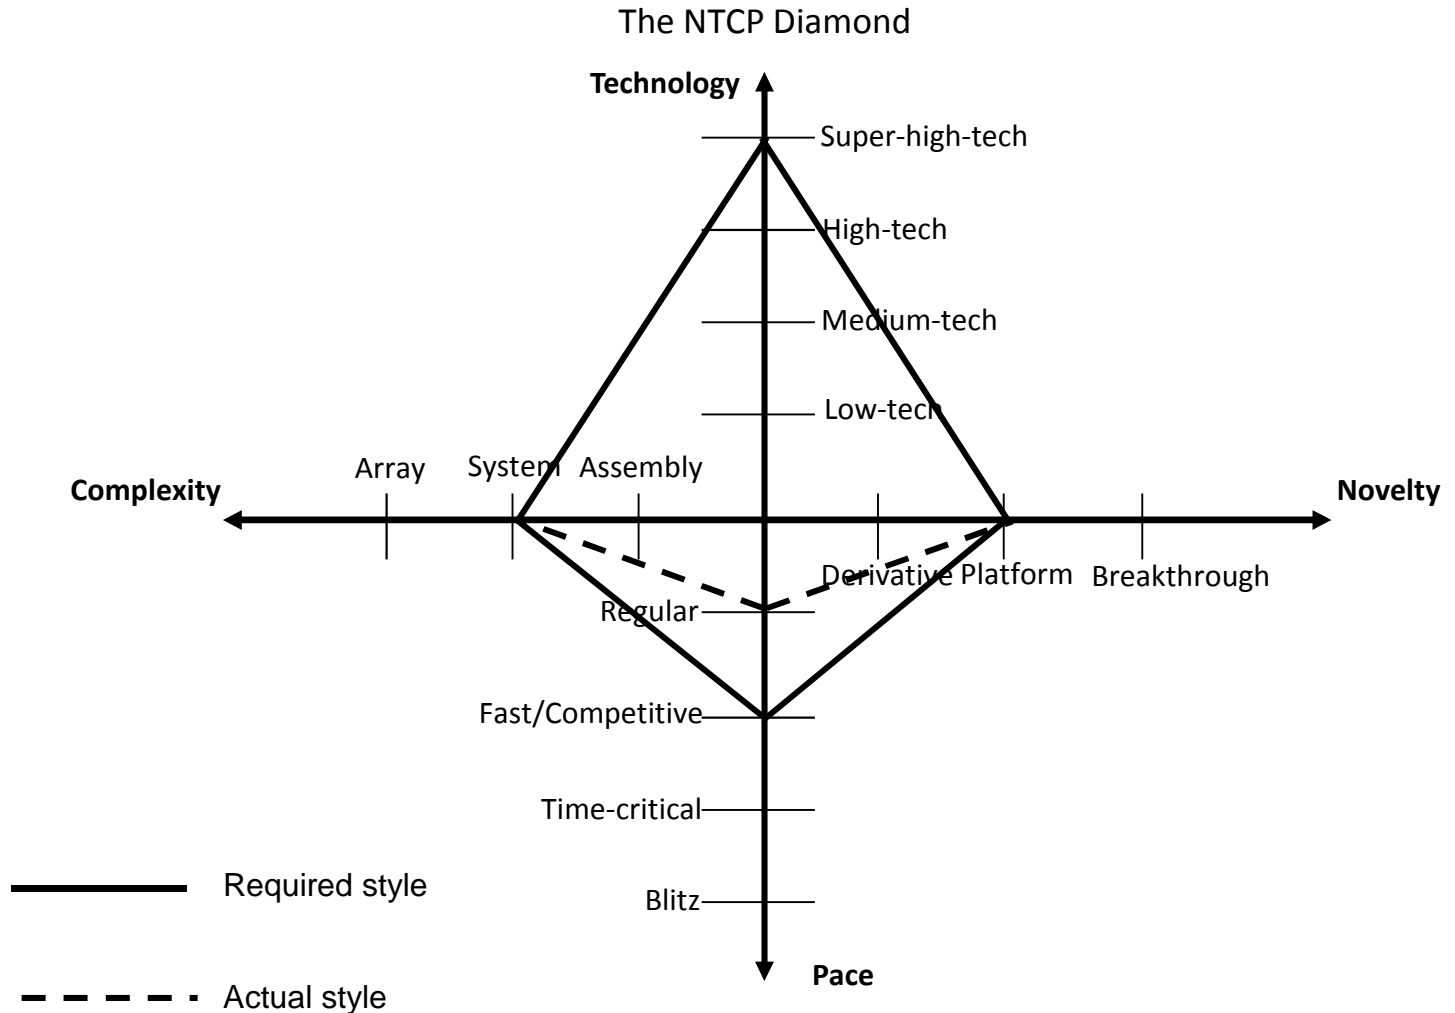 The NTCP Diamond
Technology
Super-high-tech
High-tech
Medium-tech
Low-tech
Array
System
Assembly
Complexity
Novelty
Derivative
Platform
Breakthrough
Regular
Fast/Competitive
Time-critical
Blitz
Pace
Required style
Actual style